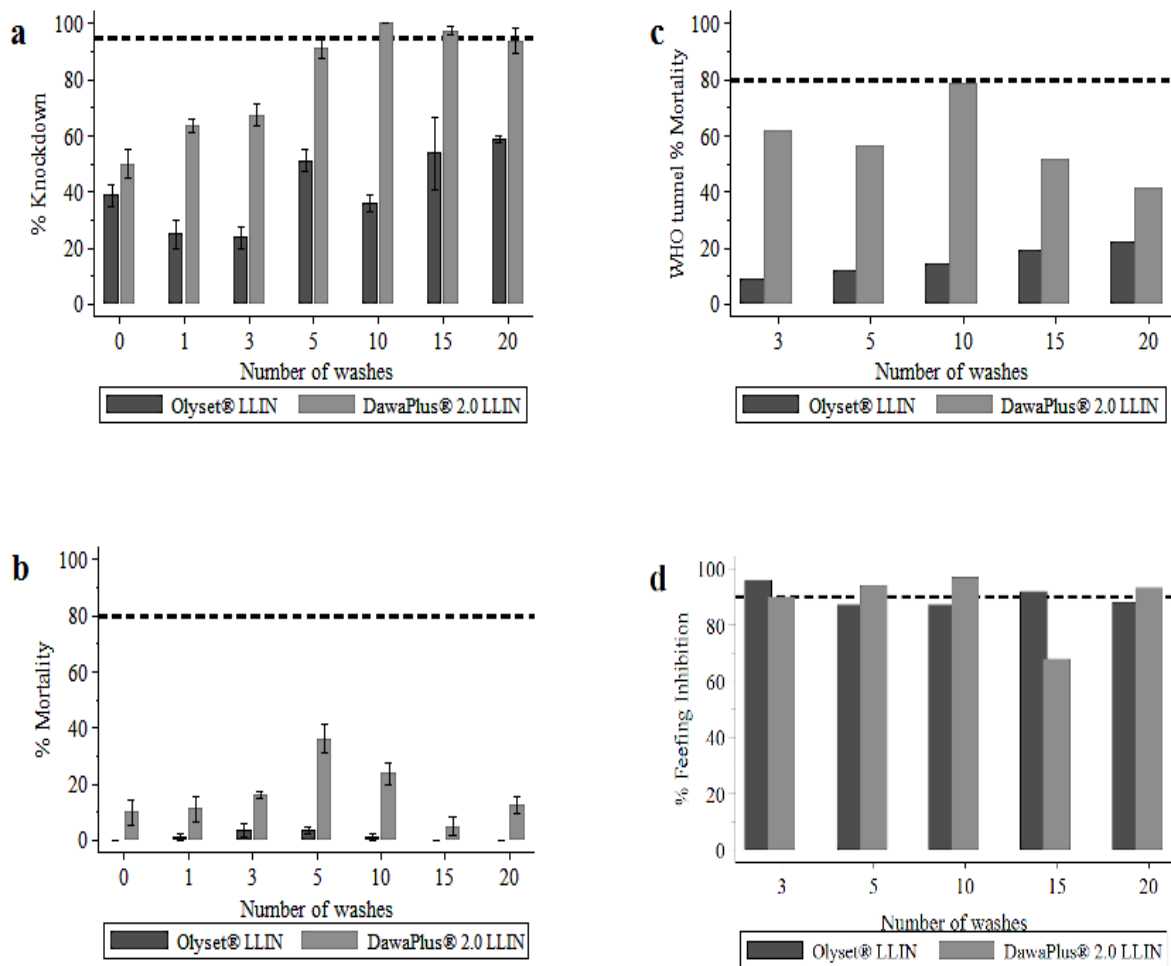 a
% Knockdown
100
80
60
40
20
0
0 1 3 5 10 15 20
Number of washes
Olyset® LLIN DawaPlus® 2.0 LLIN
c
WHO tunnel % Mortality
100
80
60
40
20
0
3 5 10 15 20
Number of washes
Olyset® LLIN DawaPlus® 2.0 LLIN
b
% Mortality
100
80
60
40
20
0
0 1 3 5 10 15 20
Number of washes
Olyset® LLIN DawaPlus® 2.0 LLIN
d
% Feefing Inhibition
100
80
60
40
20
0
3 5 10 15 20
Number of washes
Olyset® LLIN DawaPlus® 2.0 LLIN